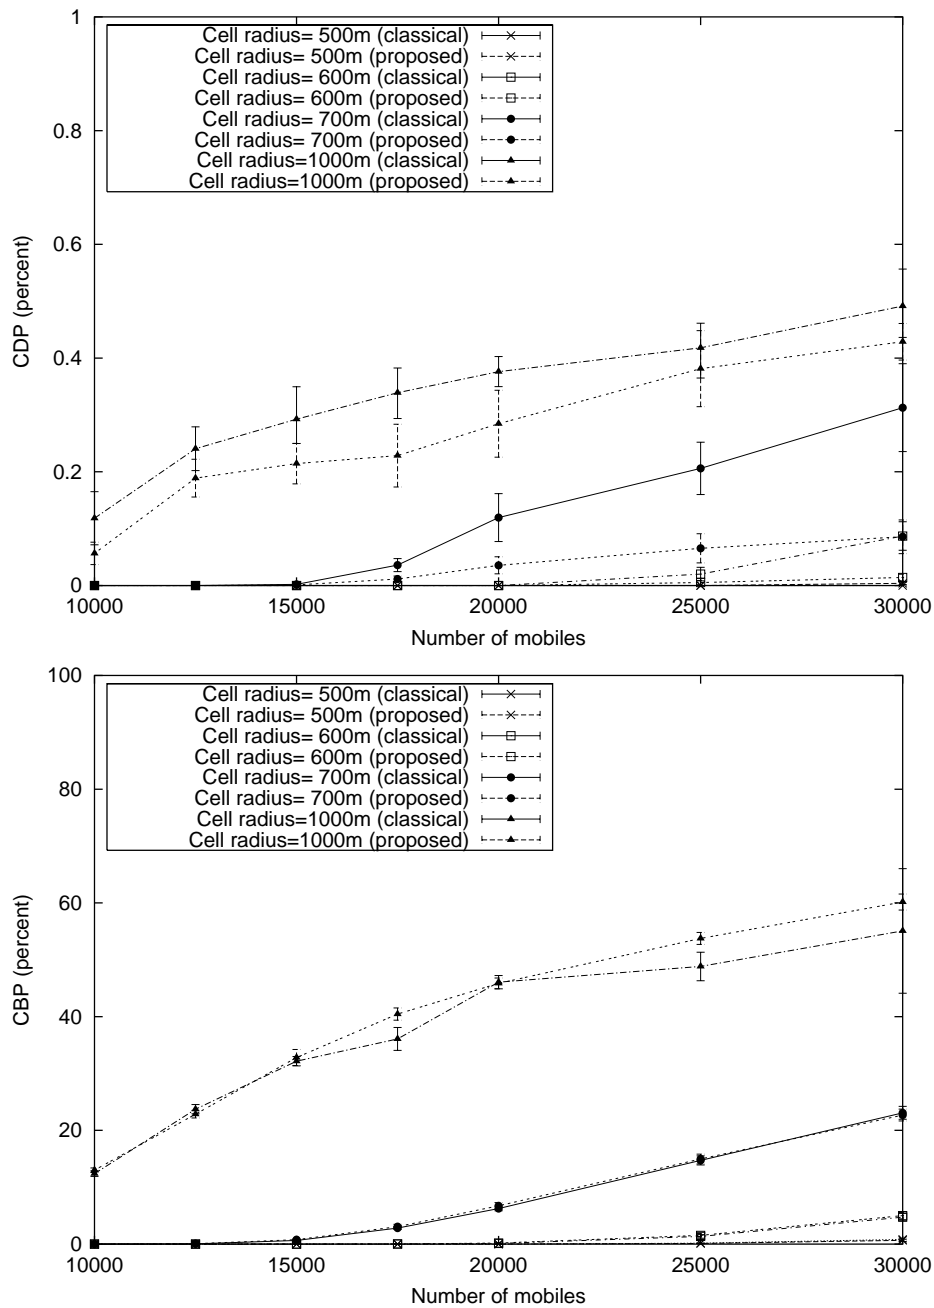 1
0.8
0.6
0.4
0.2
0
CDP (percent)
Cell radius= 500m (classical)
Cell radius= 500m (proposed)
Cell radius= 600m (classical)
Cell radius= 600m (proposed)
Cell radius= 700m (classical)
Cell radius= 700m (proposed)
Cell radius=1000m (classical)
Cell radius=1000m (proposed)
10000 15000 20000 25000 30000
Number of mobiles
100
80
60
40
20
0
CBP (percent)
Cell radius= 500m (classical)
Cell radius= 500m (proposed)
Cell radius= 600m (classical)
Cell radius= 600m (proposed)
Cell radius= 700m (classical)
Cell radius= 700m (proposed)
Cell radius=1000m (classical)
Cell radius=1000m (proposed)
10000 15000 20000 25000 30000
Number of mobiles